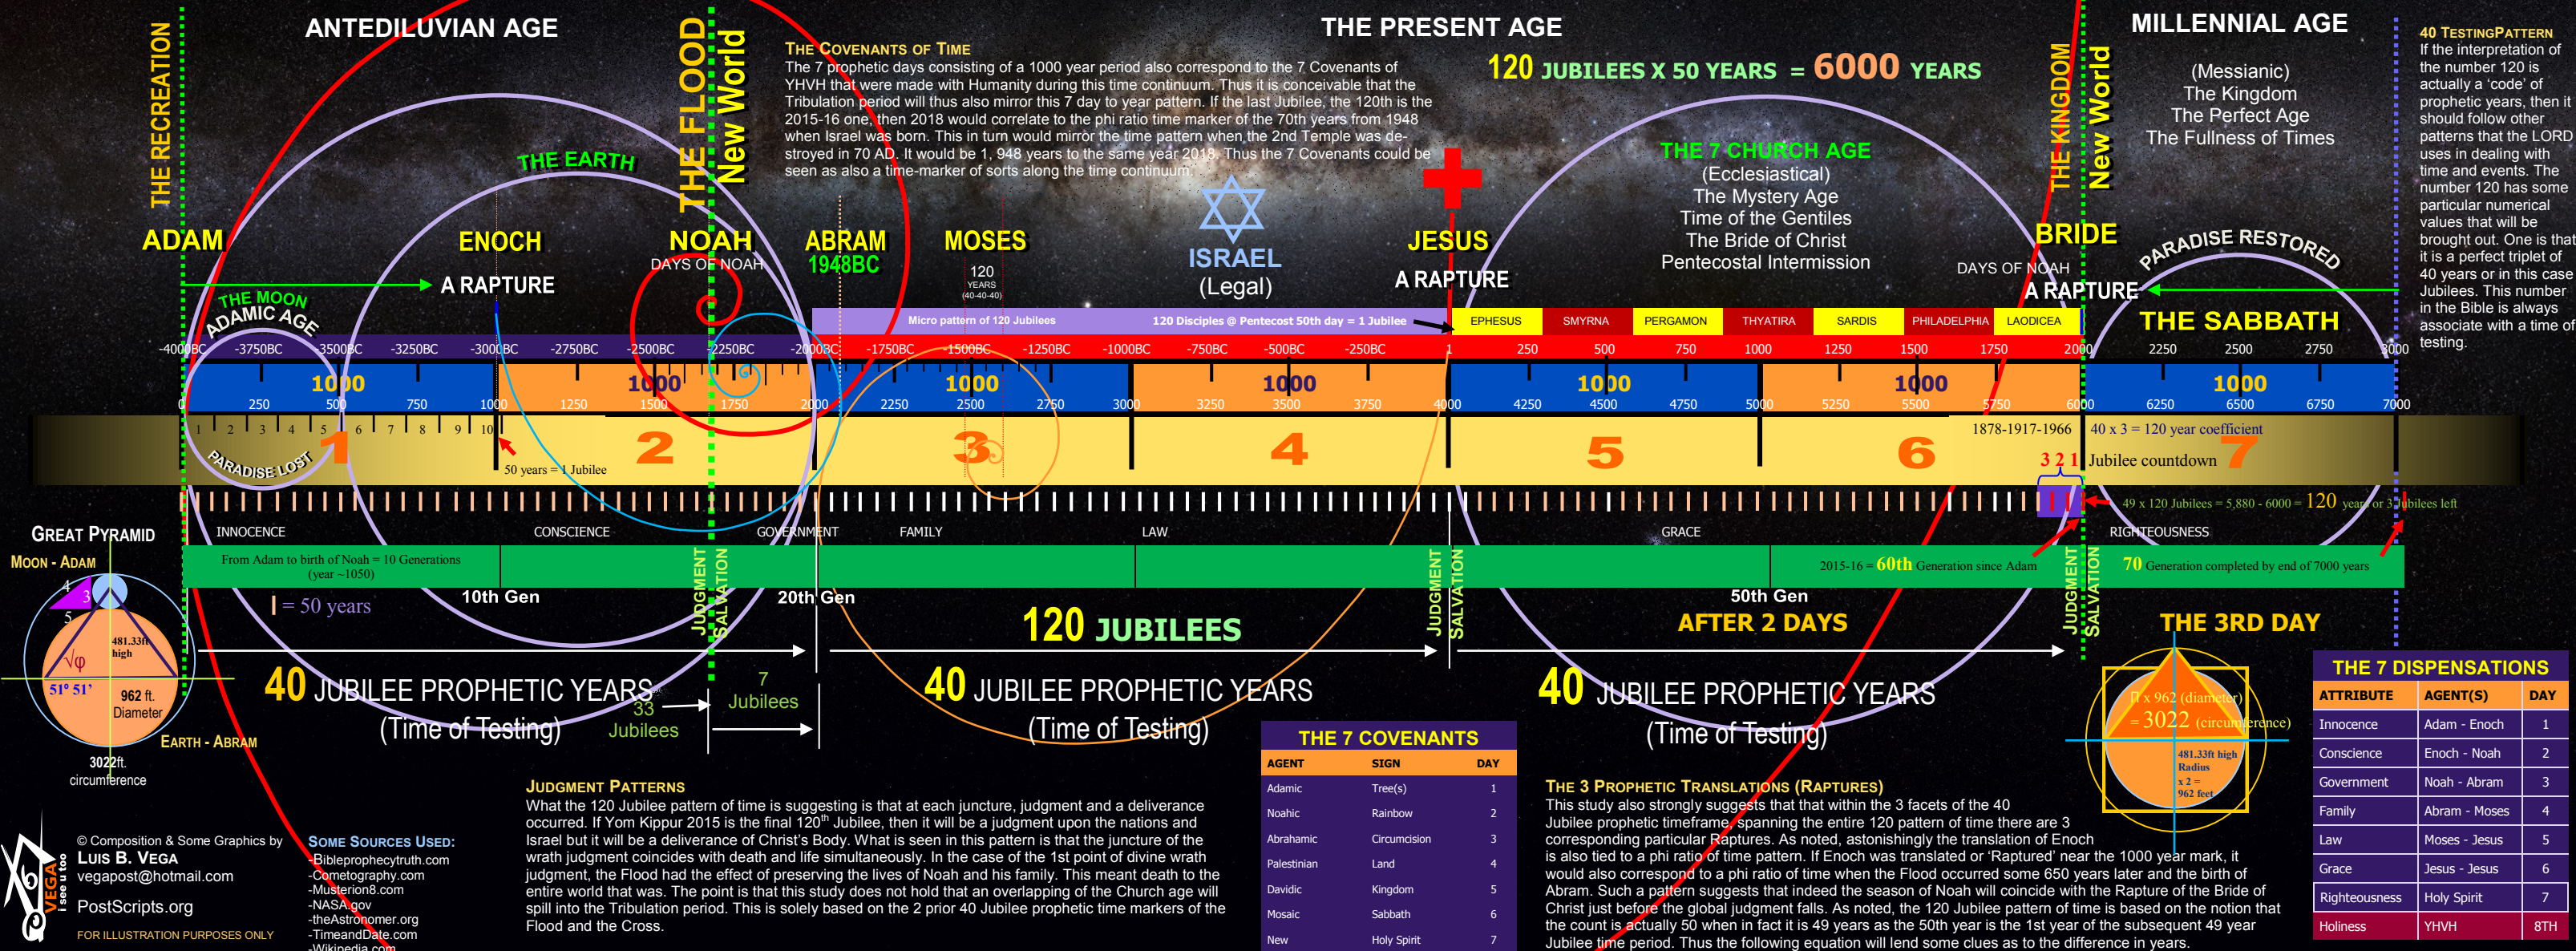 ANTEDILUVIAN AGE
THE PRESENT AGE
MILLENNIAL AGE
THE RECREATION
THE FLOOD
New World
THE KINGDOM
New World
THE COVENANTS OF TIME
The 7 prophetic days consisting of a 1000 year period also correspond to the 7 Covenants of
YHVH that were made with Humanity during this time continuum. Thus it is conceivable that the
Tribulation period will thus also mirror this 7 day to year pattern. If the last Jubilee, the 120th is the
2015-16 one, then 2018 would correlate to the phi ratio time marker of the 70th years from 1948
when Israel was born. This in turn would mirror the time pattern when the 2nd Temple was de-
stroyed in 70 AD. It would be 1, 948 years to the same year 2018. Thus the 7 Covenants could be
seen as also a time-marker of sorts along the time continuum.
120 JUBILEES X 50 YEARS = 6000 YEARS
(Messianic)
The Kingdom
The Perfect Age
The Fullness of Times
40 TESTINGPATTERN
If the interpretation of
the number 120 is
actually a 'code' of
prophetic years, then it
should follow other
patterns that the LORD
uses in dealing with
time and events. The
number 120 has some
particular numerical
values that will be
brought out. One is that
it is a perfect triplet of
40 years or in this case
Jubilees. This number
in the Bible is always
associate with a time of
testing.
THE EARTH
THE 7 CHURCH AGE
(Ecclesiastical)
The Mystery Age
Time of the Gentiles
The Bride of Christ
Pentecostal Intermission
ADAM
ENOCH
A RAPTURE
NOAH
DAYS OF NOAH
ABRAM
1948BC
MOSES
120
YEARS
(40-40-40)
ISRAEL
(Legal)
JESUS
A RAPTURE
BRIDE
DAYS OF NOAH
A RAPTURE
PARADISE RESTORED
THE SABBATH
THE MOON
ADAMIC AGE
Micro pattern of 120 Jubilees
120 Disciples @ Pentecost 50th day = 1 Jubilee
EPHESUS SMYRNA PERGAMON THYATIRA SARDIS PHILADELPHIA LAODICEA
-4000BC -3750BC -3500BC -3250BC -3000BC -2750BC -2500BC -2250BC -2000BC -1750BC -1500BC -1250BC -1000BC -750BC -500BC -250BC 1 250 500 750 1000 1250 1500 1750 2000 2250 2500 2750 3000
1000 1000 1000 1000 1000 1000 1000
0 250 500 750 1000 1250 1500 1750 2000 2250 2500 2750 3000 3250 3500 3750 4000 4250 4500 4750 5000 5250 5500 5750 6000 6250 6500 6750 7000
1 2 3 4 5 6 7 8 9 10
1 2 3 4 5 6 7
PARADISE LOST
50 years = 1 Jubilee
1878-1917-1966
40 x 3 = 120 year coefficient
3 2 1
Jubilee countdown
49 x 120 Jubilees = 5,880 - 6000 = 120 years or 3 Jubilees left
INNOCENCE CONSCIENCE GOVERNMENT FAMILY LAW GRACE RIGHTEOUSNESS
From Adam to birth of Noah = 10 Generations
(year ~1050)
2015-16 = 60th Generation since Adam
70 Generation completed by end of 7000 years
= 50 years
10th Gen
20th Gen
50th Gen
JUDGMENT
SALVATION
JUDGMENT
SALVATION
JUDGMENT
SALVATION
120 JUBILEES
AFTER 2 DAYS
THE 3RD DAY
40 JUBILEE PROPHETIC YEARS
(Time of Testing)
33
Jubilees
7
Jubilees
40 JUBILEE PROPHETIC YEARS
(Time of Testing)
40 JUBILEE PROPHETIC YEARS
(Time of Testing)
GREAT PYRAMID
MOON - ADAM
4
3
5
481.33ft
high
√φ
51º 51'
962 ft.
Diameter
EARTH - ABRAM
3022ft.
circumference
x 962 (diameter)
= 3022 (circumference)
481.33ft high
Radius
x 2 =
962 feet
THE 7 DISPENSATIONS
ATTRIBUTE AGENT(S) DAY
Innocence Adam - Enoch 1
Conscience Enoch - Noah 2
Government Noah - Abram 3
Family Abram - Moses 4
Law Moses - Jesus 5
Grace Jesus - Jesus 6
Righteousness Holy Spirit 7
Holiness YHVH 8TH
THE 7 COVENANTS
AGENT SIGN DAY
Adamic Tree(s) 1
Noahic Rainbow 2
Abrahamic Circumcision 3
Palestinian Land 4
Davidic Kingdom 5
Mosaic Sabbath 6
New Holy Spirit 7
JUDGMENT PATTERNS
What the 120 Jubilee pattern of time is suggesting is that at each juncture, judgment and a deliverance
occurred. If Yom Kippur 2015 is the final 120th Jubilee, then it will be a judgment upon the nations and
Israel but it will be a deliverance of Christ's Body. What is seen in this pattern is that the juncture of the
wrath judgment coincides with death and life simultaneously. In the case of the 1st point of divine wrath
judgment, the Flood had the effect of preserving the lives of Noah and his family. This meant death to the
entire world that was. The point is that this study does not hold that an overlapping of the Church age will
spill into the Tribulation period. This is solely based on the 2 prior 40 Jubilee prophetic time markers of the
Flood and the Cross.
THE 3 PROPHETIC TRANSLATIONS (RAPTURES)
This study also strongly suggests that that within the 3 facets of the 40
Jubilee prophetic timeframe, spanning the entire 120 pattern of time there are 3
corresponding particular Raptures. As noted, astonishingly the translation of Enoch
is also tied to a phi ratio of time pattern. If Enoch was translated or 'Raptured' near the 1000 year mark, it
would also correspond to a phi ratio of time when the Flood occurred some 650 years later and the birth of
Abram. Such a pattern suggests that indeed the season of Noah will coincide with the Rapture of the Bride of
Christ just before the global judgment falls. As noted, the 120 Jubilee pattern of time is based on the notion that
the count is actually 50 when in fact it is 49 years as the 50th year is the 1st year of the subsequent 49 year
Jubilee time period. Thus the following equation will lend some clues as to the difference in years.
VEGA
i see u too
© Composition & Some Graphics by
LUIS B. VEGA
vegapost@hotmail.com
PostScripts.org
FOR ILLUSTRATION PURPOSES ONLY
SOME SOURCES USED:
-Bibleprophecytruth.com
-Cometography.com
-Musterion8.com
-NASA.gov
-theAstronomer.org
-TimeandDate.com
-Wikipedia.com